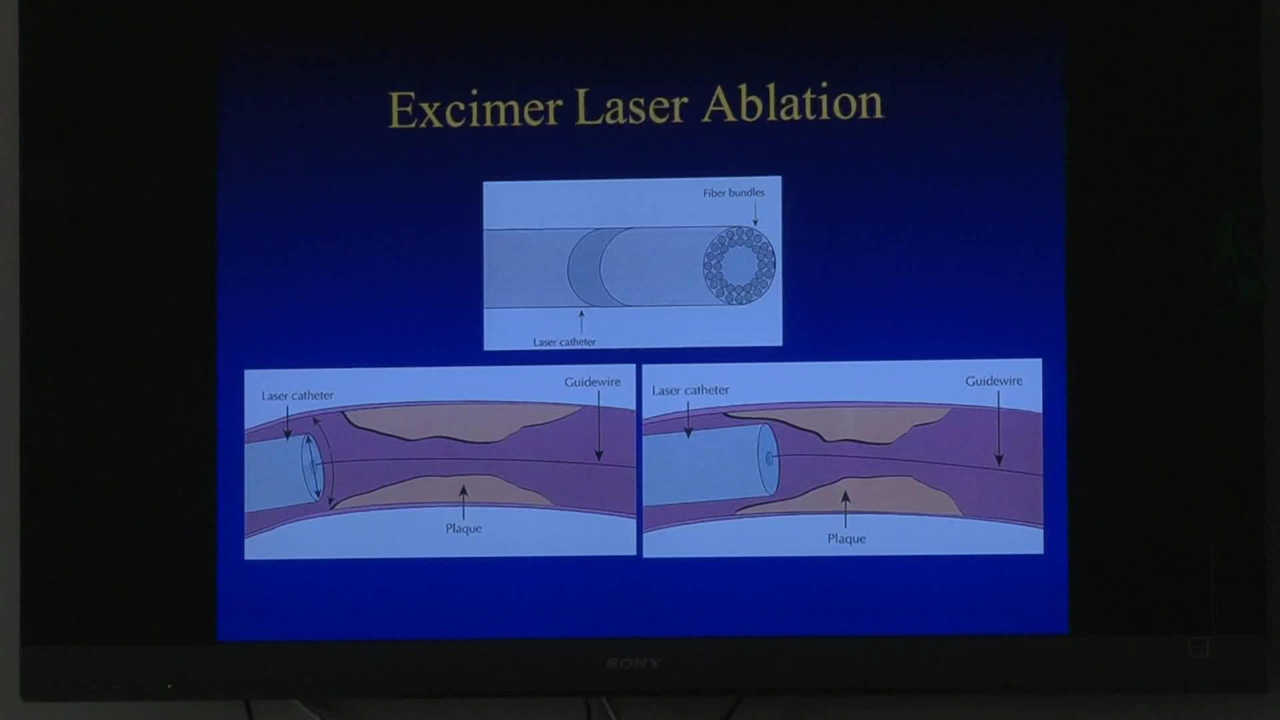 Excimer Laser Ablation
Fiber bundles
Laser catheter
Laser catheter
Guidewire
Plaque
Laser catheter
Guidewire
Plaque
SONY